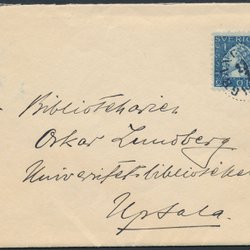 SVERIGE
Bibliotekarien
Oskar Lundberg
Universitetsbiblioteket
Upsala.